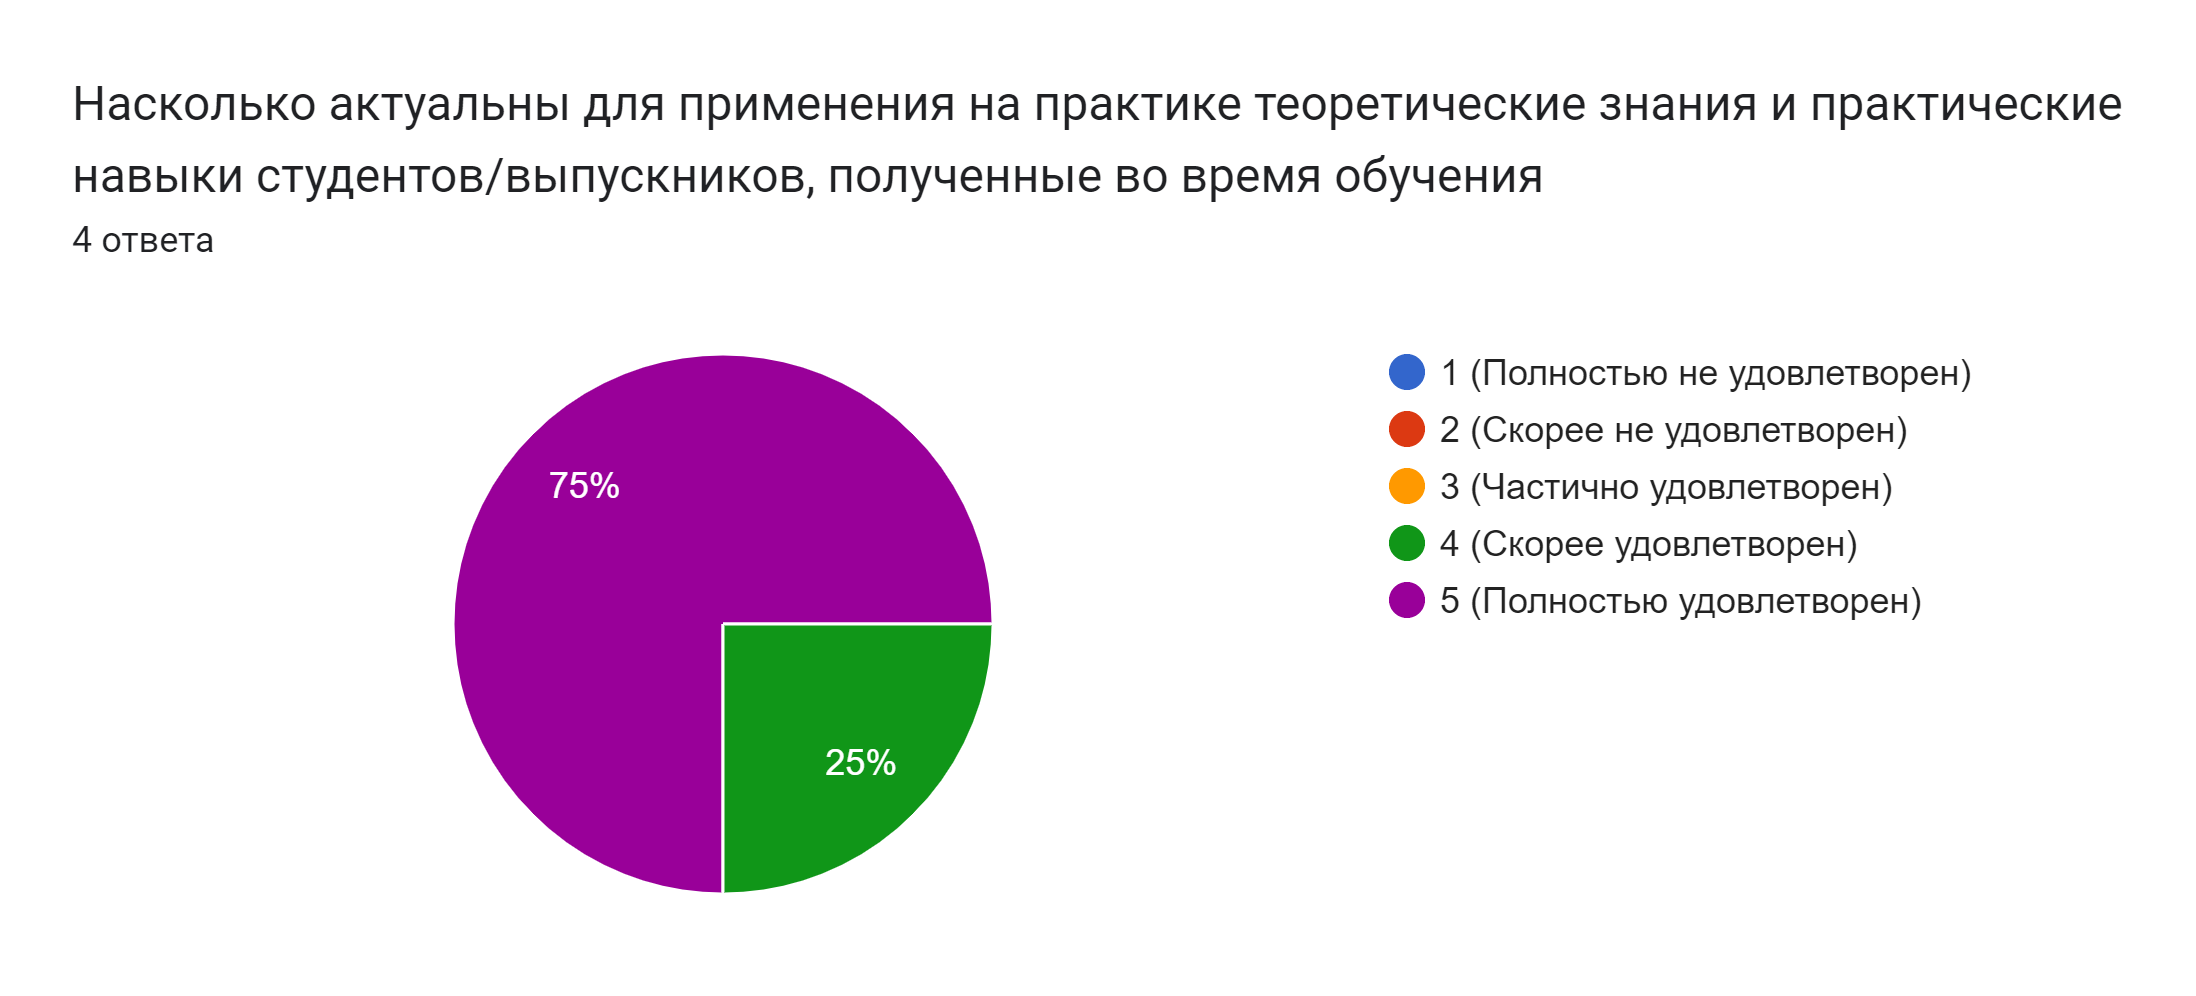 Насколько актуальны для применения на практике теоретические знания и практические
навыки студентов/выпускников, полученные во время обучения
4 ответа
75%
25%
1 (Полностью не удовлетворен)
2 (Скорее не удовлетворен)
3 (Частично удовлетворен)
4 (Скорее удовлетворен)
5 (Полностью удовлетворен)